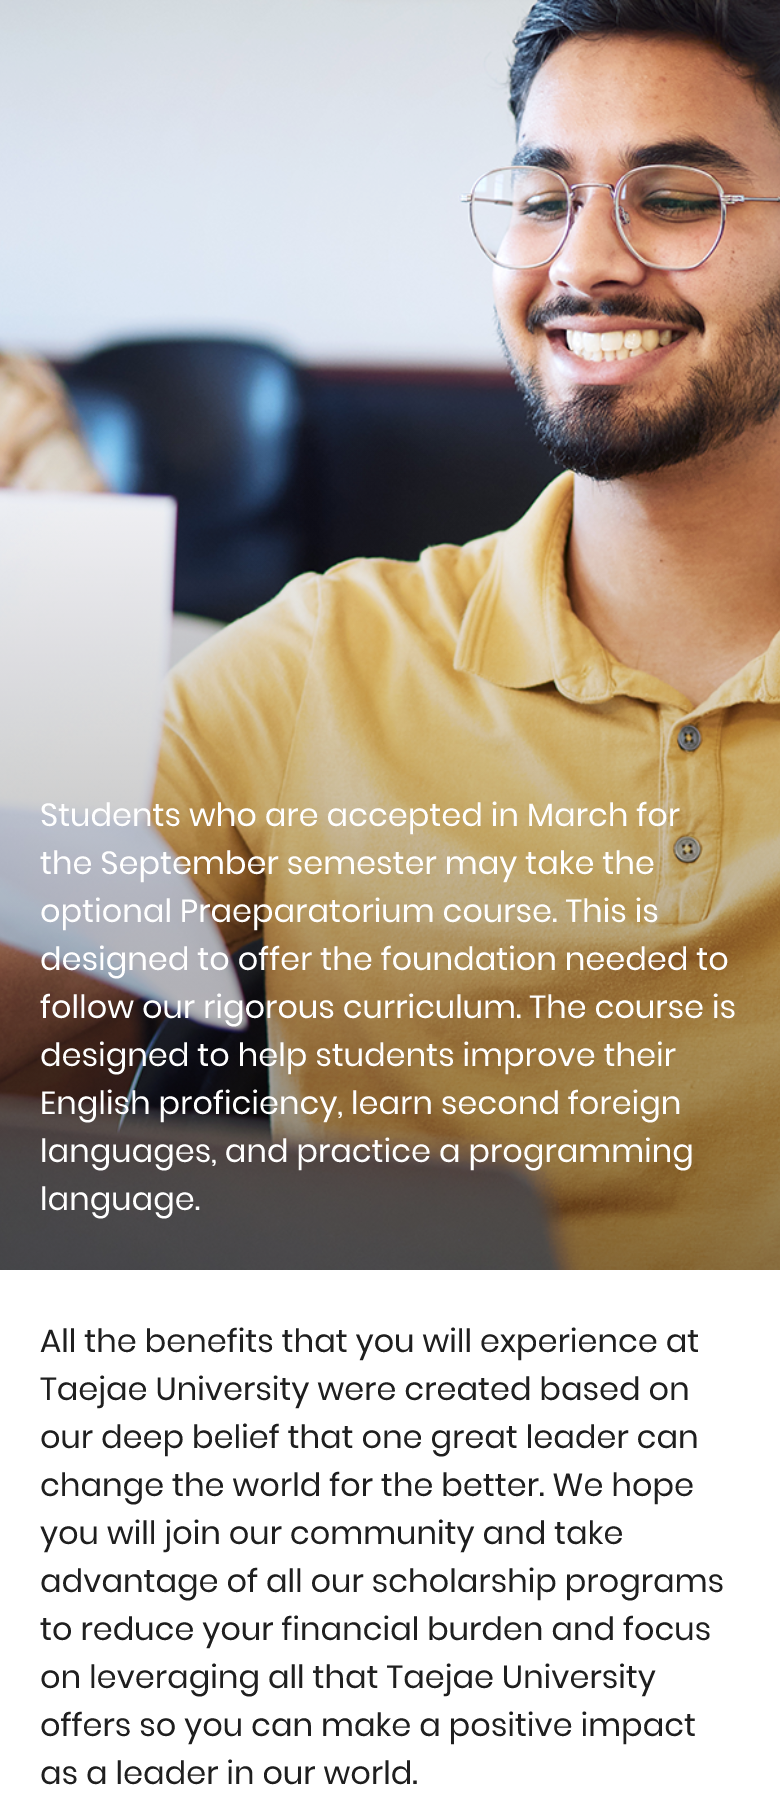 Students who are accepted in March for
the September semester may take the
optional Praeparatorium course. This is
designed to offer the foundation needed to
follow our rigorous curriculum. The course is
designed to help students improve their
English proficiency, learn second foreign
languages, and practice a programming
language.
All the benefits that you will experience at
Taejae University were created based on
our deep belief that one great leader can
change the world for the better. We hope
you will join our community and take
advantage of all our scholarship programs
to reduce your financial burden and focus
on leveraging all that Taejae University
offers so you can make a positive impact
as a leader in our world.